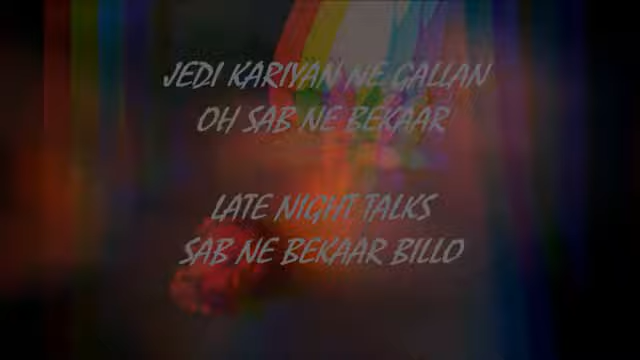 JEDI KARIYAN NE GALLAN
OH SAB NE BEKAAR
LATE NIGHT TALKS
SAB NE BEKAAR BILLO